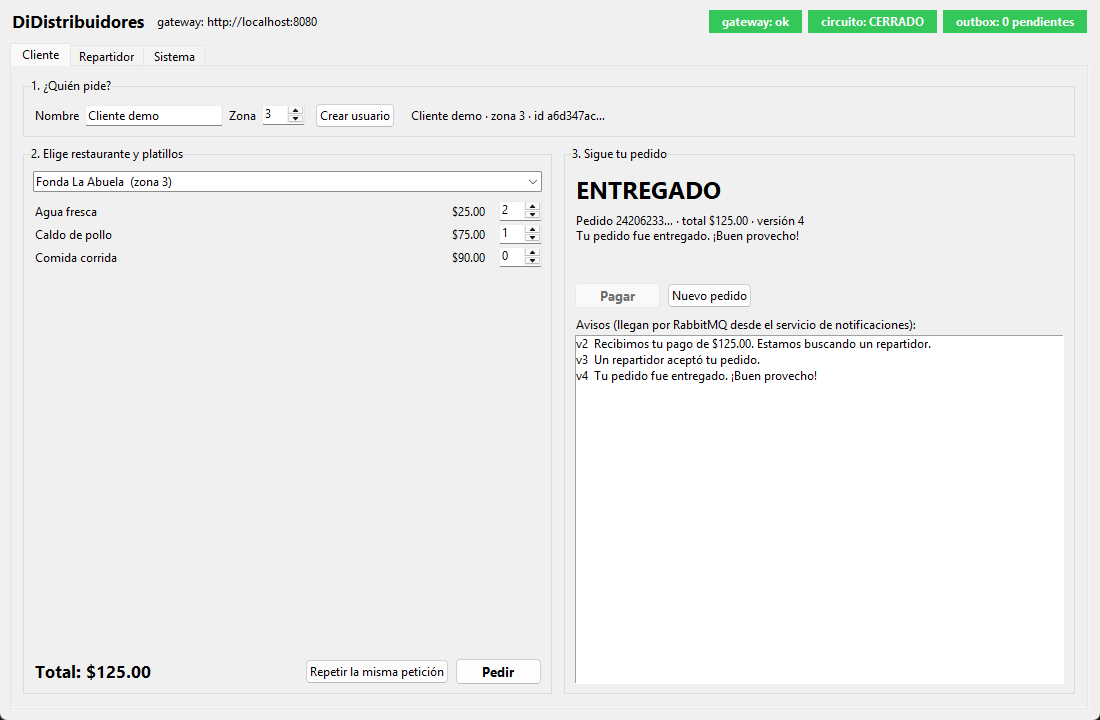 DiDistribuidores gateway: http://localhost:8080 gateway: ok circuito: CERRADO outbox: 0 pendientes
Cliente Repartidor Sistema
1. ¿Quién pide?
Nombre Cliente demo Zona 3 Crear usuario Cliente demo · zona 3 · id a6d347ac...
2. Elige restaurante y platillos
Fonda La Abuela (zona 3)
Agua fresca $25.00 2
Caldo de pollo $75.00 1
Comida corrida $90.00 0
Total: $125.00 Repetir la misma petición Pedir
3. Sigue tu pedido
ENTREGADO
Pedido 24206233... · total $125.00 · versión 4
Tu pedido fue entregado. ¡Buen provecho!
Pagar Nuevo pedido
Avisos (llegan por RabbitMQ desde el servicio de notificaciones):
v2 Recibimos tu pago de $125.00. Estamos buscando un repartidor.
v3 Un repartidor aceptó tu pedido.
v4 Tu pedido fue entregado. ¡Buen provecho!